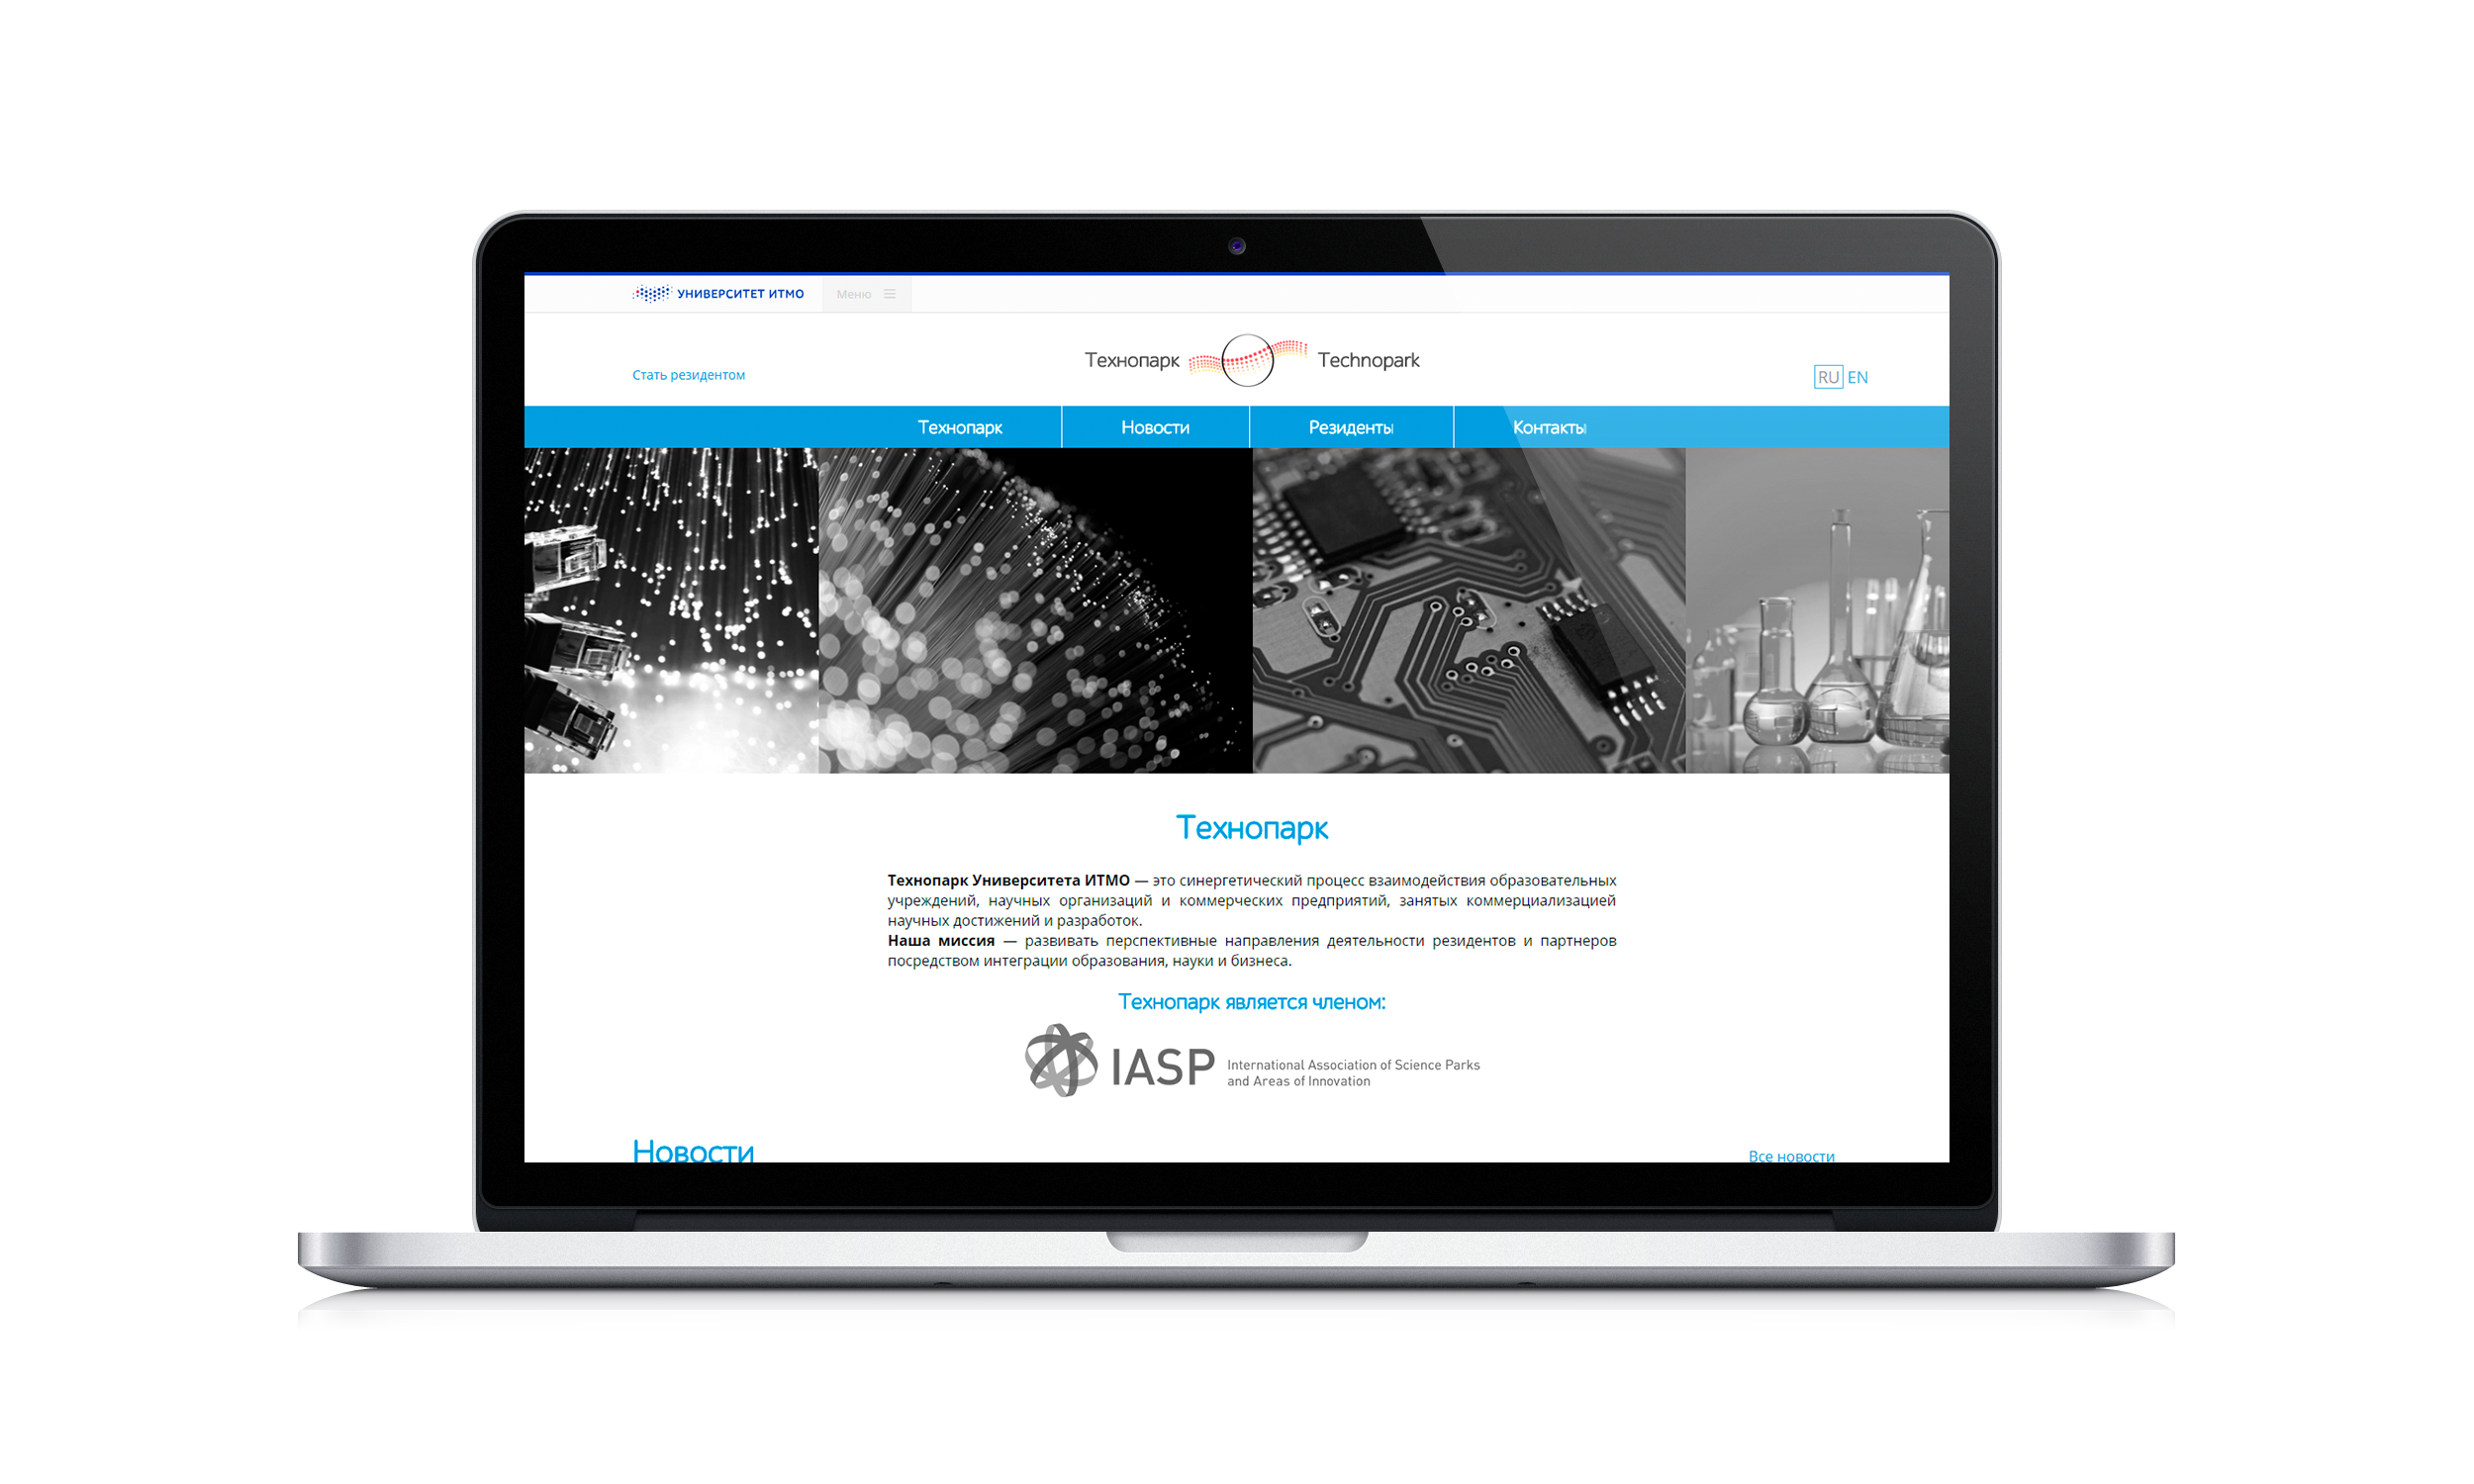 УНИВЕРСИТЕТ ИТМО
Меню
Стать резидентом
Технопарк
Technopark
RU EN
Технопарк
Новости
Резиденты
Контакты
Технопарк
Технопарк Университета ИТМО — это синергетический процесс взаимодействия образовательных
учреждений, научных организаций и коммерческих предприятий, занятых коммерциализацией
научных достижений и разработок.
Наша миссия — развивать перспективные направления деятельности резидентов и партнеров
посредством интеграции образования, науки и бизнеса.
Технопарк является членом:
IASP
International Association of Science Parks
and Areas of Innovation
Новости
Все новости